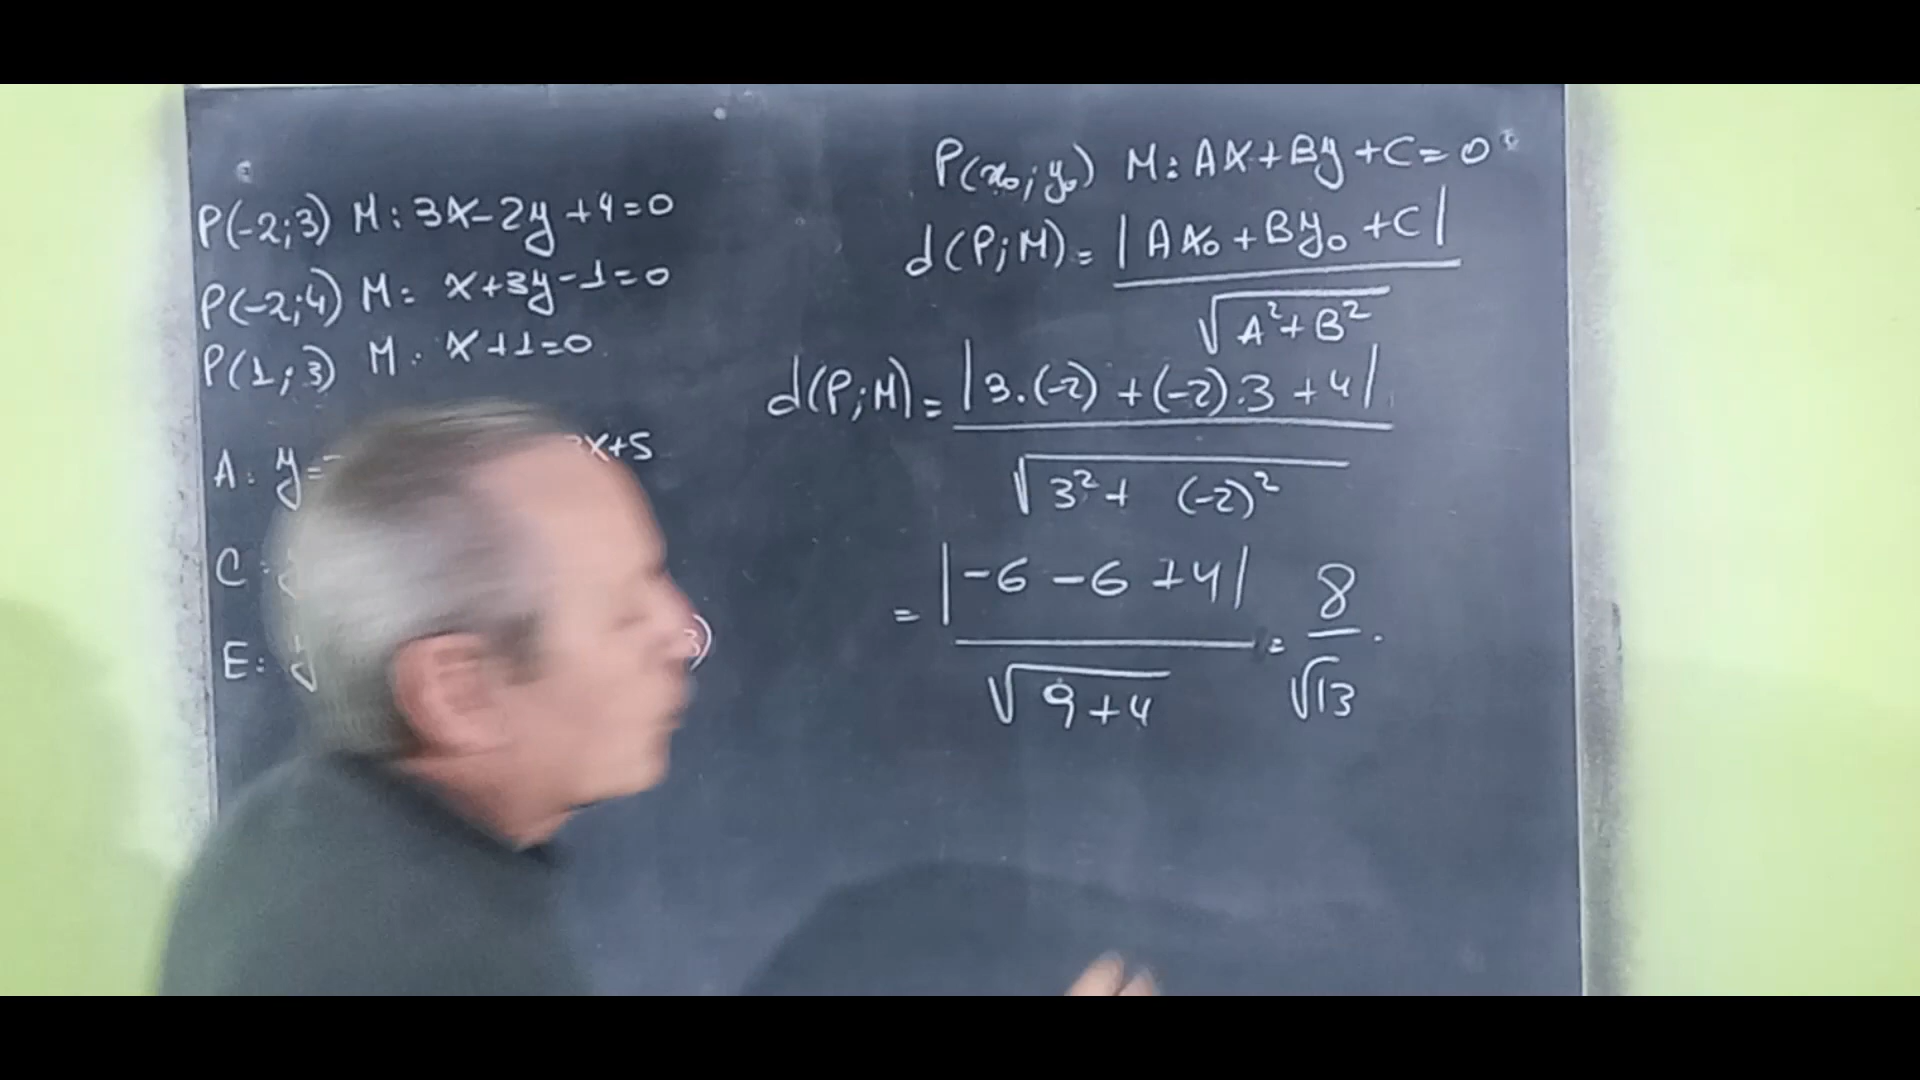 P(-2;3) M: 3x-2y+4=0
P(-2;4) M: x+3y-1=0
P(1;3) M: x+1=0
A: y=
x+5
C:
E:
3)
P(x₀;y₀) M: Ax+By+C=0
d(P;M)= |Ax₀+By₀+C|
√A²+B²
d(P;M)= |3.(-2)+(-2).3+4|
√3²+ (-2)²
= |-6 -6 +4| = 8
√9+4 √13